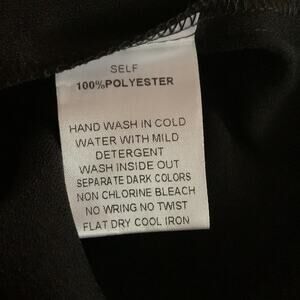 SELF
100%POLYESTER
HAND WASH IN COLD
WATER WITH MILD
DETERGENT
WASH INSIDE OUT
SEPARATE DARK COLORS
NON CHLORINE BLEACH
NO WRING NO TWIST
FLAT DRY COOL IRON